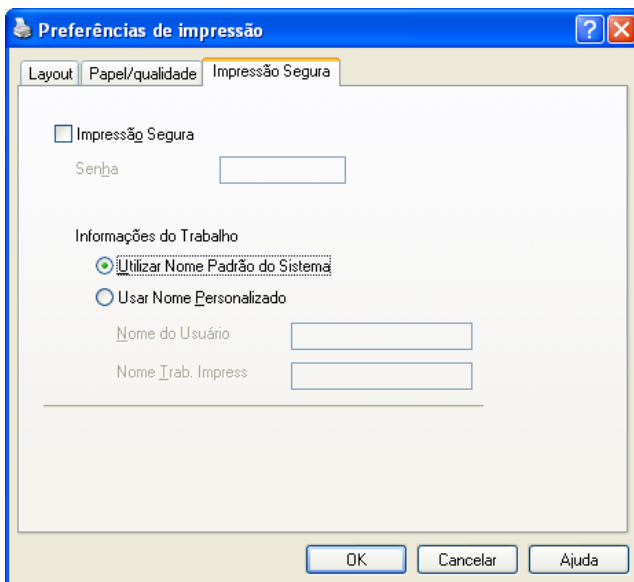 Preferências de impressão
Layout Papel/qualidade Impressão Segura
Impressão Segura
Senha
Informações do Trabalho
Utilizar Nome Padrão do Sistema
Usar Nome Personalizado
Nome do Usuário
Nome Trab. Impress
OK Cancelar Ajuda